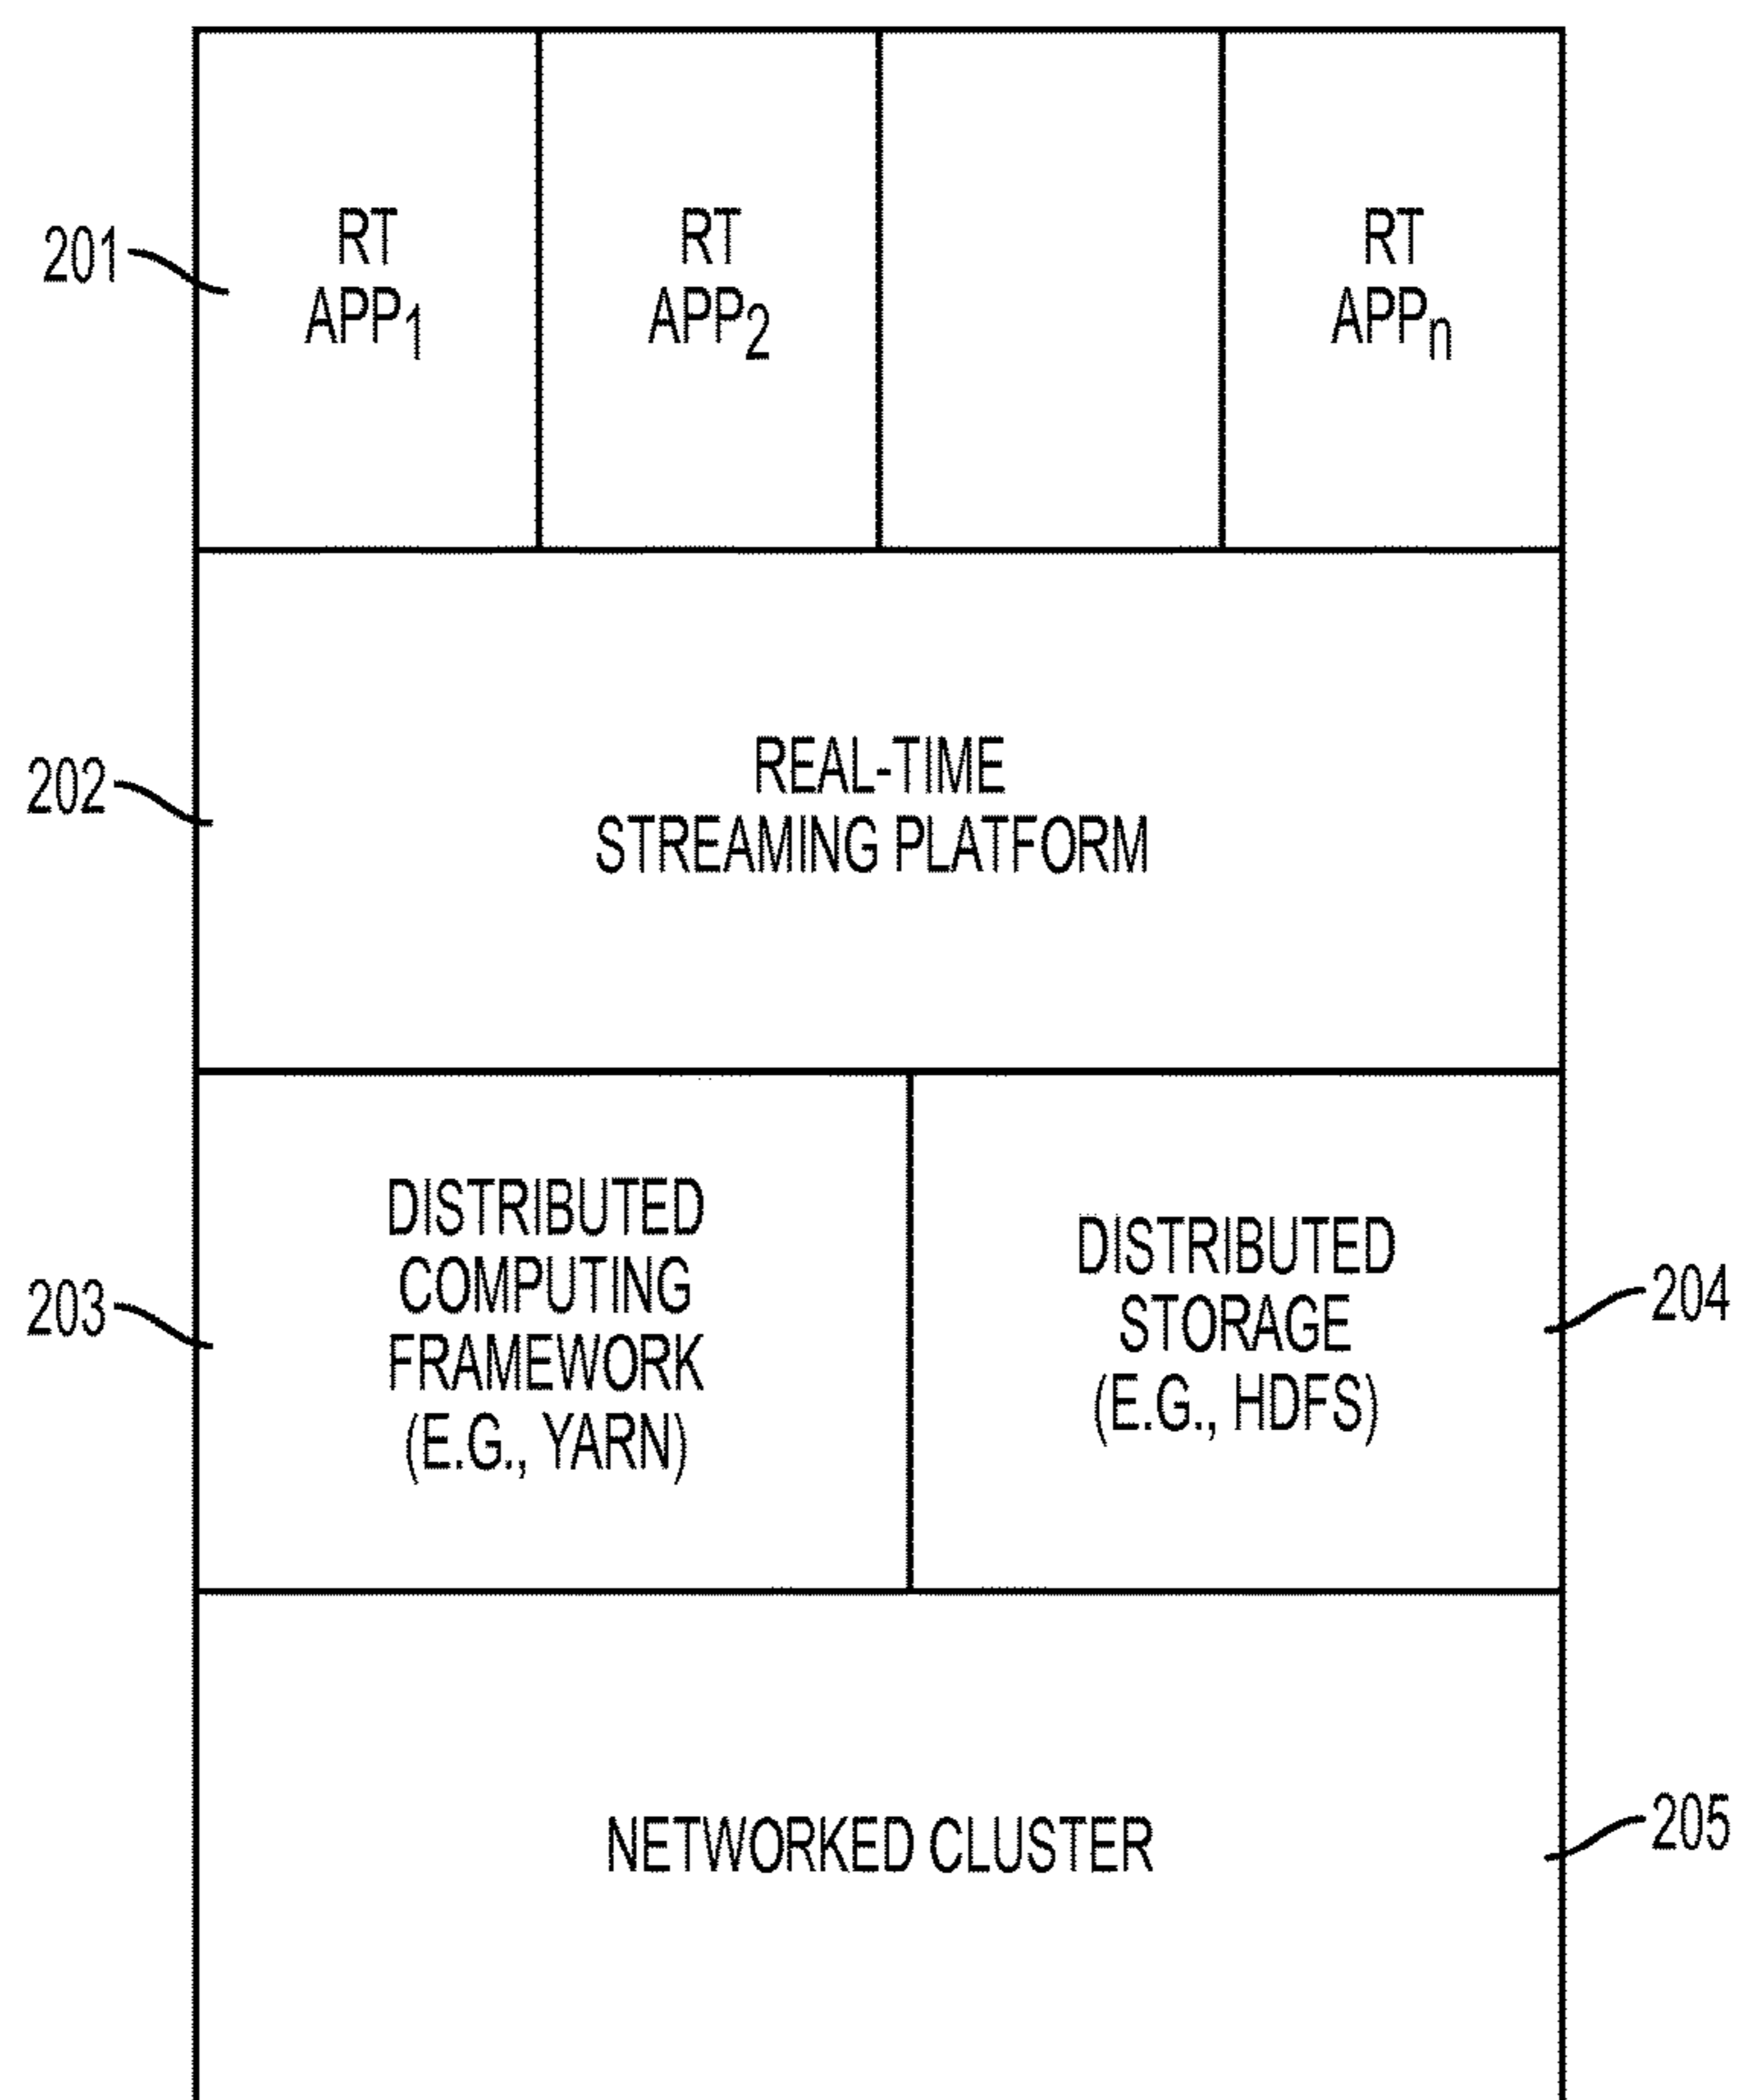 201
RT
APP1
RT
APP2
RT
APPn
202
REAL-TIME
STREAMING PLATFORM
203
DISTRIBUTED
COMPUTING
FRAMEWORK
(E.G., YARN)
DISTRIBUTED
STORAGE
(E.G., HDFS)
204
NETWORKED CLUSTER
205